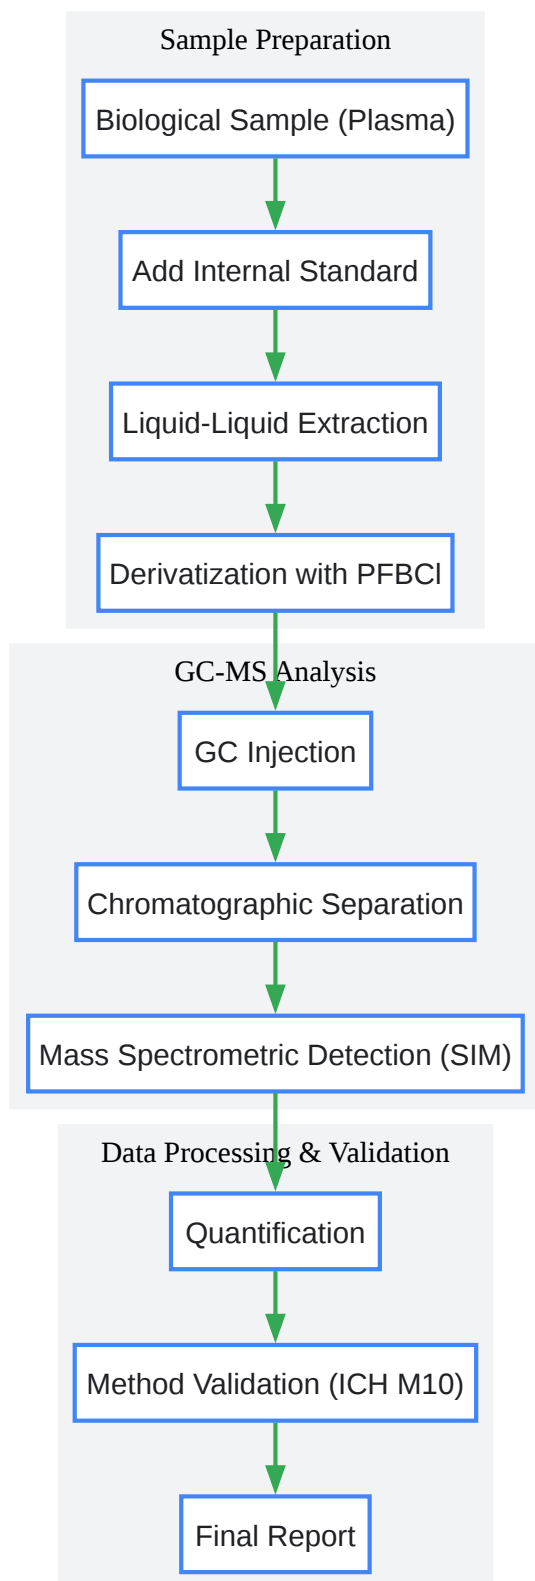 Sample Preparation
Biological Sample (Plasma)
Add Internal Standard
Liquid-Liquid Extraction
Derivatization with PFBCl
GC-MS Analysis
GC Injection
Chromatographic Separation
Mass Spectrometric Detection (SIM)
Data Processing & Validation
Quantification
Method Validation (ICH M10)
Final Report